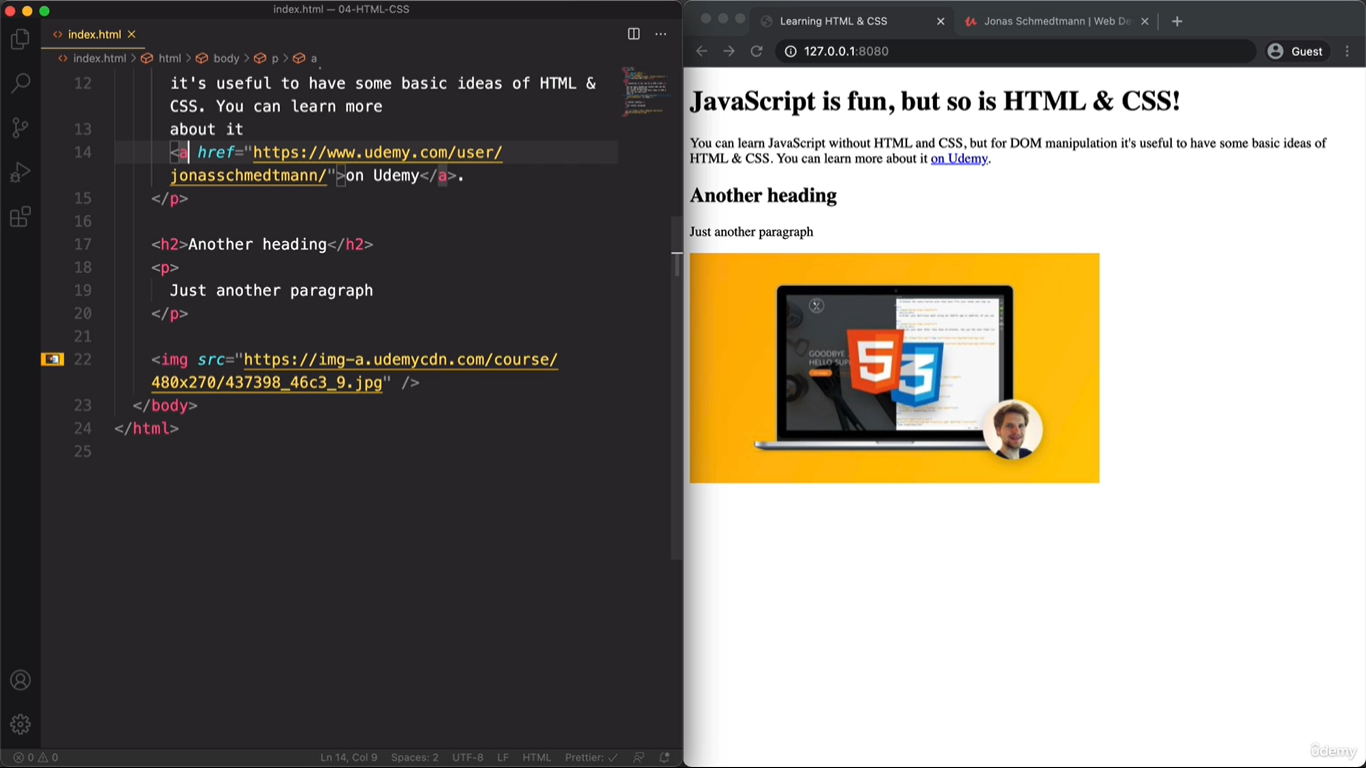 index.html — 04-HTML-CSS
index.html
index.html > html > body > p > a
12 it's useful to have some basic ideas of HTML &
CSS. You can learn more
13 about it
14 <a href="https://www.udemy.com/user/
jonasschmedtmann/">on Udemy</a>.
15 </p>
16
17 <h2>Another heading</h2>
18 <p>
19 Just another paragraph
20 </p>
21
22 <img src="https://img-a.udemycdn.com/course/
480x270/437398_46c3_9.jpg" />
23 </body>
24 </html>
25
0 0 Ln 14, Col 9 Spaces: 2 UTF-8 LF HTML Prettier: ✓
Learning HTML & CSS
Jonas Schmedtmann | Web De
127.0.0.1:8080
Guest
JavaScript is fun, but so is HTML & CSS!
You can learn JavaScript without HTML and CSS, but for DOM manipulation it's useful to have some basic ideas of
HTML & CSS. You can learn more about it on Udemy.
Another heading
Just another paragraph
GOODBYE
HELLO SUP
5
3
ûdemy